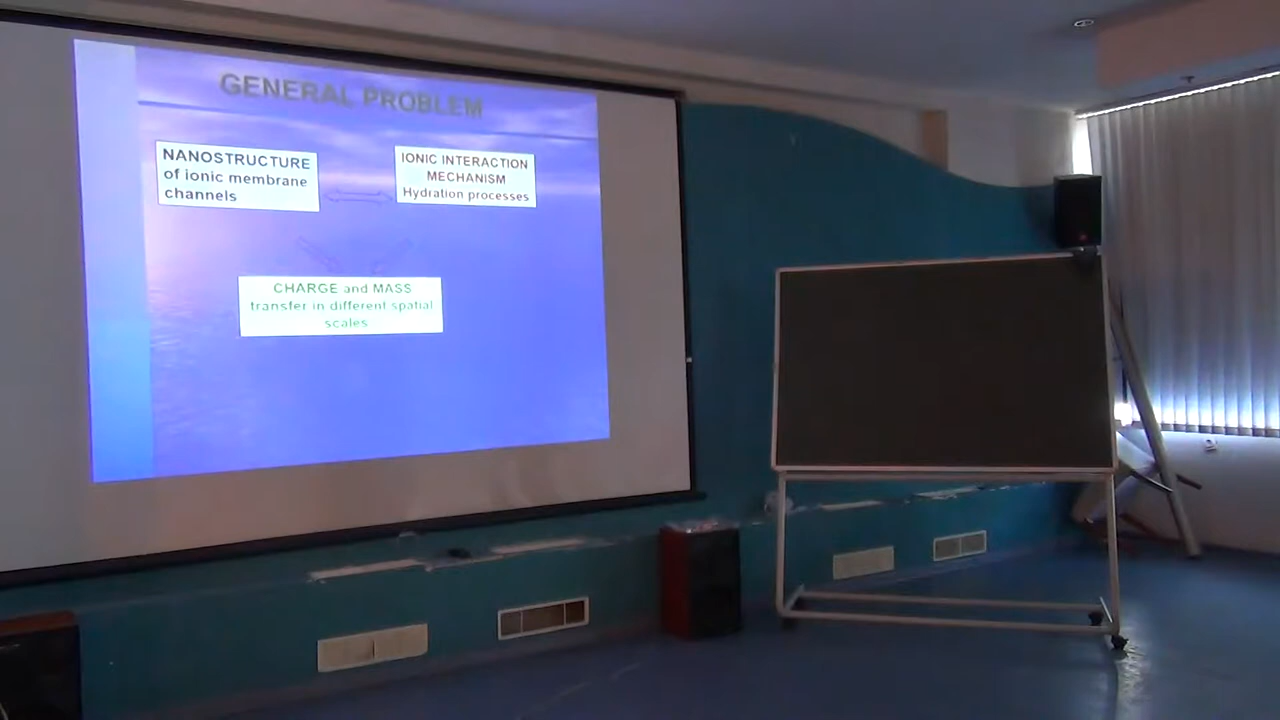 GENERAL PROBLEM
NANOSTRUCTURE
of ionic membrane
channels
IONIC INTERACTION
MECHANISM
Hydration processes
CHARGE and MASS
transfer in different spatial
scales